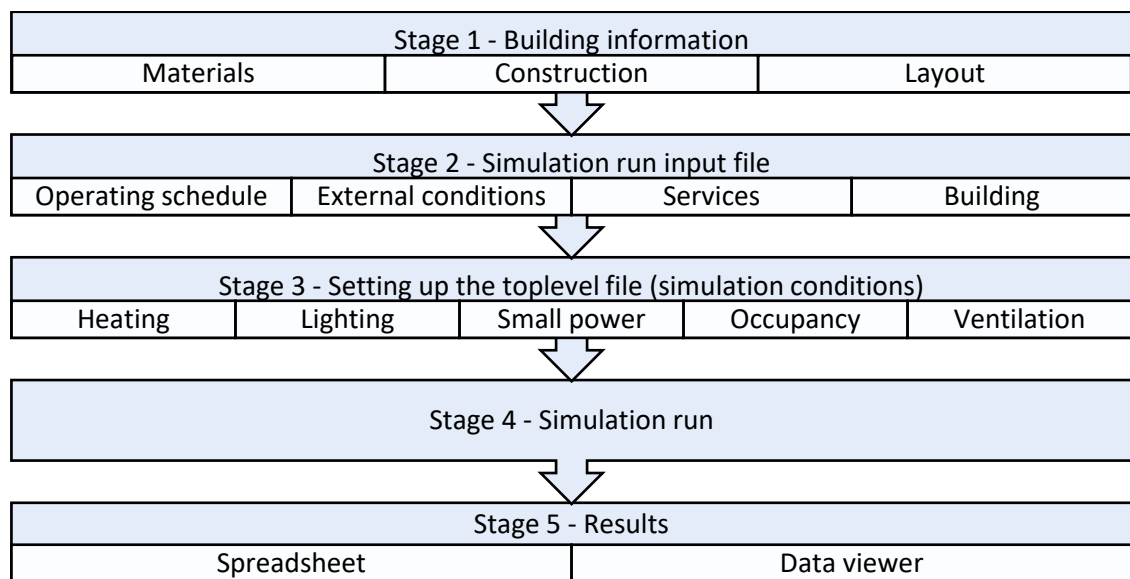 Stage 1 - Building information
Materials Construction Layout
Stage 2 - Simulation run input file
Operating schedule External conditions Services Building
Stage 3 - Setting up the toplevel file (simulation conditions)
Heating Lighting Small power Occupancy Ventilation
Stage 4 - Simulation run
Stage 5 - Results
Spreadsheet Data viewer